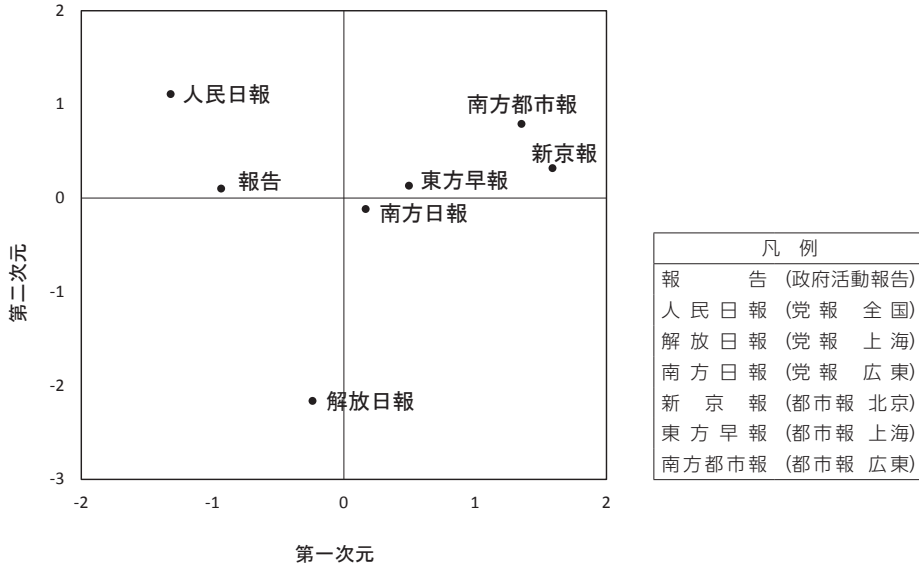 2
1
0
-1
-2
-3
-2
-1
0
1
2
第二次元
第一次元
人民日報
報告
南方都市報
新京報
東方早報
南方日報
解放日報
凡 例
報 告 (政府活動報告)
人民日報 (党報 全国)
解放日報 (党報 上海)
南方日報 (党報 広東)
新京報 (都市報 北京)
東方早報 (都市報 上海)
南方都市報 (都市報 広東)